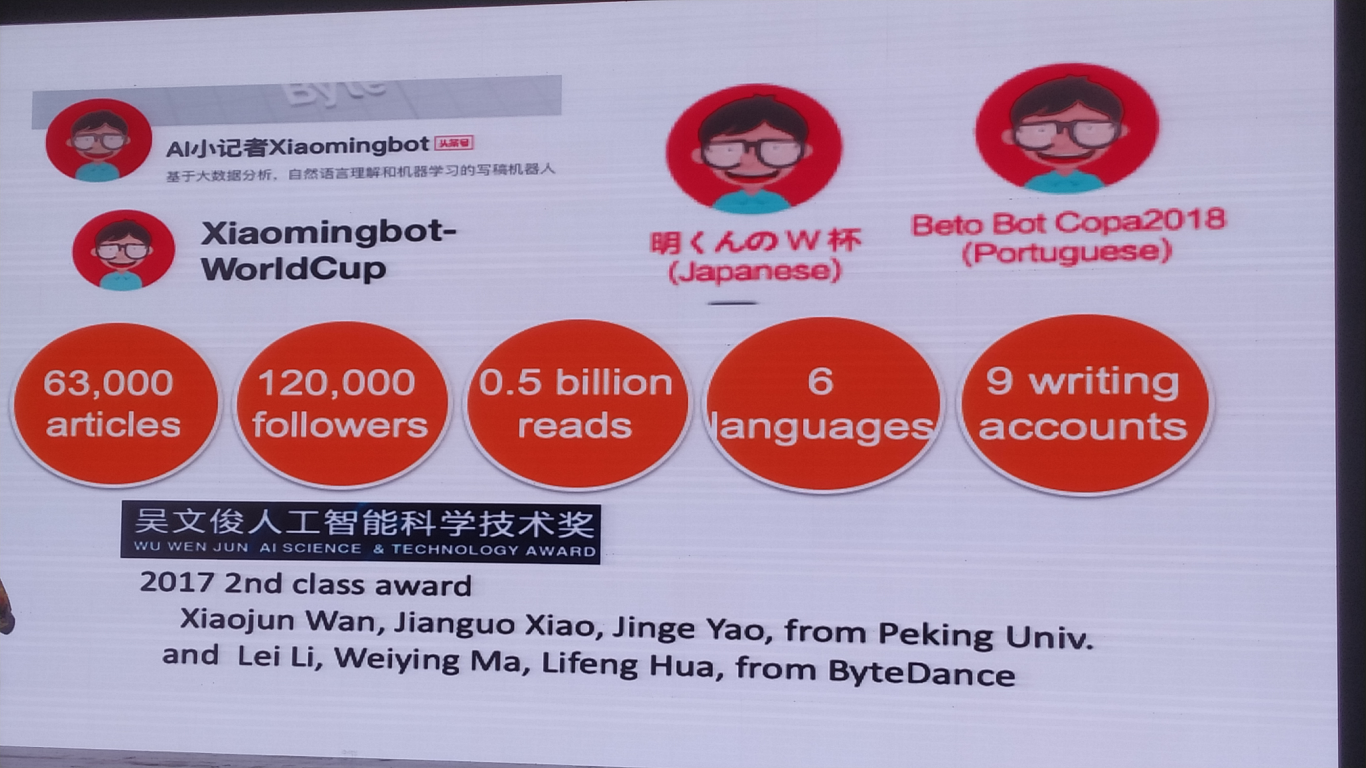 Byte
AI小记者Xiaomingbot 头条号
基于大数据分析，自然语言理解和机器学习的写稿机器人
Xiaomingbot-
WorldCup
明くんのW杯
(Japanese)
Beto Bot Copa2018
(Portuguese)
63,000
articles
120,000
followers
0.5 billion
reads
6
languages
9 writing
accounts
吴文俊人工智能科学技术奖
WU WEN JUN AI SCIENCE & TECHNOLOGY AWARD
2017 2nd class award
Xiaojun Wan, Jianguo Xiao, Jinge Yao, from Peking Univ.
and Lei Li, Weiying Ma, Lifeng Hua, from ByteDance